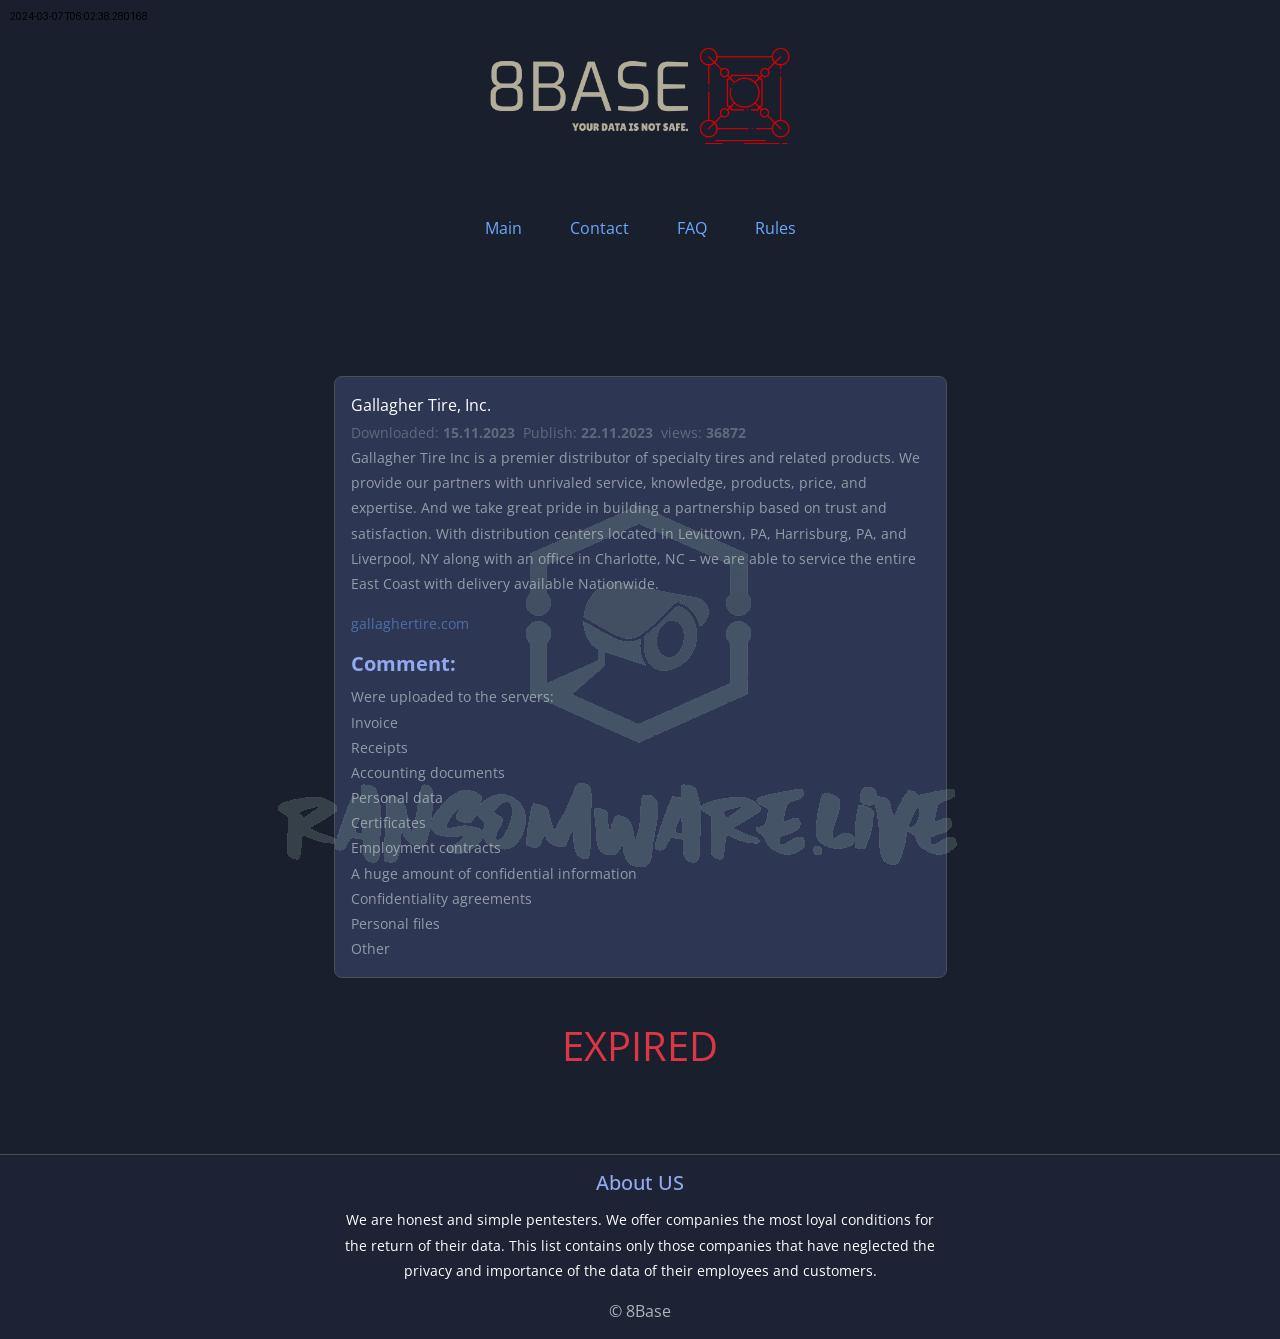 2024-03-07T06:02:38.280168
8BASE
YOUR DATA IS NOT SAFE.
Main Contact FAQ Rules
Gallagher Tire, Inc.
Downloaded: 15.11.2023 Publish: 22.11.2023 views: 36872
Gallagher Tire Inc is a premier distributor of specialty tires and related products. We
provide our partners with unrivaled service, knowledge, products, price, and
expertise. And we take great pride in building a partnership based on trust and
satisfaction. With distribution centers located in Levittown, PA, Harrisburg, PA, and
Liverpool, NY along with an office in Charlotte, NC – we are able to service the entire
East Coast with delivery available Nationwide.
gallaghertire.com
Comment:
Were uploaded to the servers:
Invoice
Receipts
Accounting documents
Personal data
RANSOMWARE.LIVE
Certificates
Employment contracts
A huge amount of confidential information
Confidentiality agreements
Personal files
Other
EXPIRED
About US
We are honest and simple pentesters. We offer companies the most loyal conditions for
the return of their data. This list contains only those companies that have neglected the
privacy and importance of the data of their employees and customers.
© 8Base